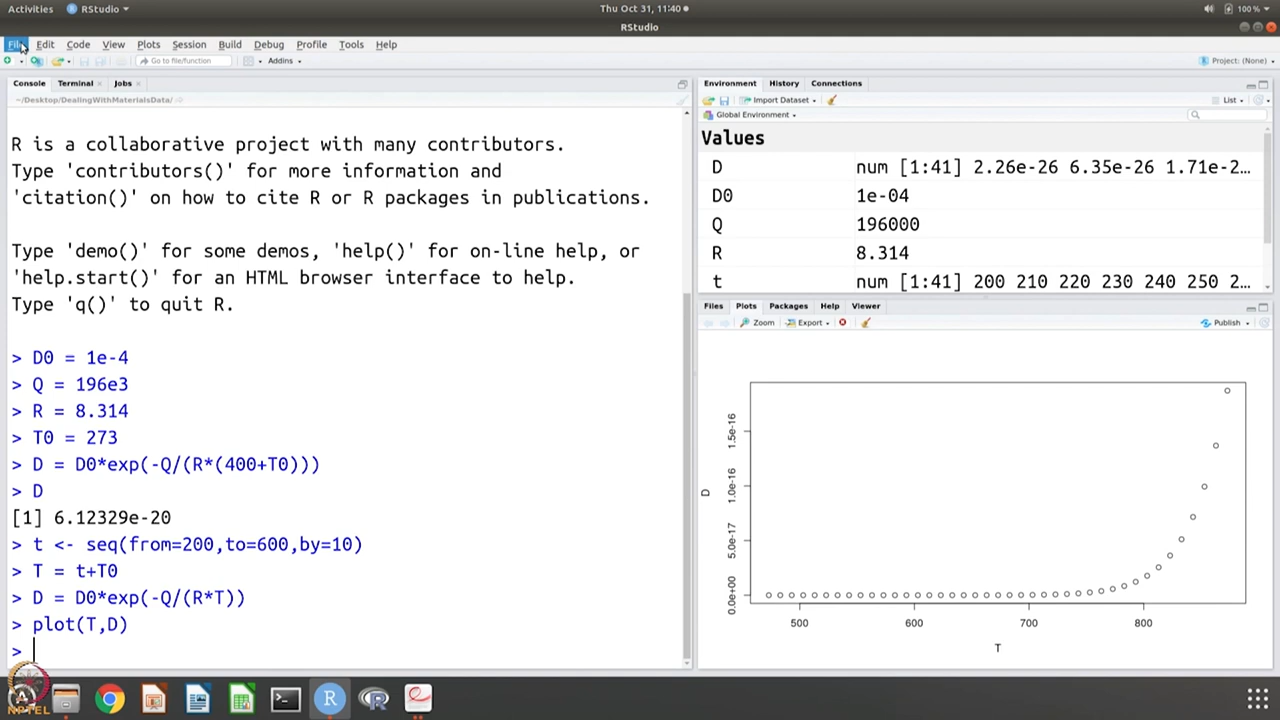 Activities RStudio Thu Oct 31, 11:40 100 %
RStudio
File Edit Code View Plots Session Build Debug Profile Tools Help
Go to file/function Addins Project: (None)
Console Terminal Jobs
~/Desktop/DealingWithMaterialsData/
R is a collaborative project with many contributors.
Type 'contributors()' for more information and
'citation()' on how to cite R or R packages in publications.
Type 'demo()' for some demos, 'help()' for on-line help, or
'help.start()' for an HTML browser interface to help.
Type 'q()' to quit R.
> D0 = 1e-4
> Q = 196e3
> R = 8.314
> T0 = 273
> D = D0*exp(-Q/(R*(400+T0)))
> D
[1] 6.12329e-20
> t <- seq(from=200,to=600,by=10)
> T = t+T0
> D = D0*exp(-Q/(R*T))
> plot(T,D)
>
Environment History Connections
Import Dataset List
Global Environment
Values
D num [1:41] 2.26e-26 6.35e-26 1.71e-2…
D0 1e-04
Q 196000
R 8.314
t num [1:41] 200 210 220 230 240 250 2…
Files Plots Packages Help Viewer
Zoom Export Publish
D
0.0e+00 5.0e-17 1.0e-16 1.5e-16
500 600 700 800
T
NPTEL